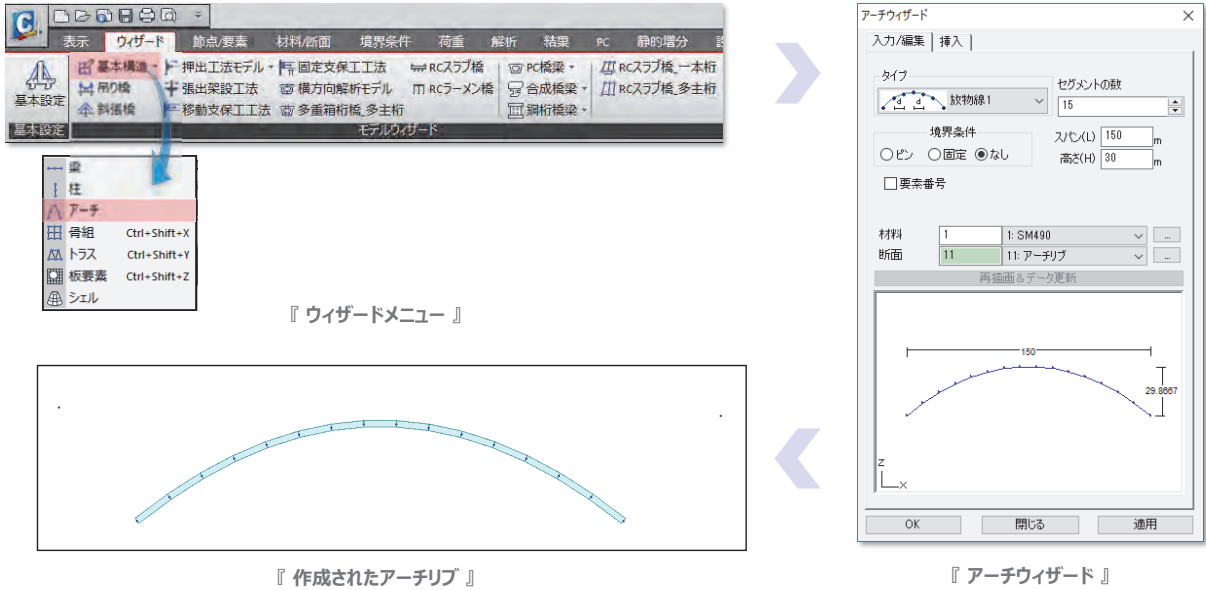 表示 ウィザード 節点/要素 材料/断面 境界条件 荷重 解析 結果 PC 静的増分
基本設定
基本構造 押出工法モデル 固定支保工工法 RCスラブ橋 PC橋梁 RCスラブ橋_一本桁
吊り橋 張出架設工法 横方向解析モデル RCラーメン橋 合成橋梁 RCスラブ橋_多主桁
斜張橋 移動支保工工法 多重箱桁橋_多主桁 鋼桁橋梁
基本設定 モデルウィザード
梁
柱
アーチ
骨組 Ctrl+Shift+X
トラス Ctrl+Shift+Y
板要素 Ctrl+Shift+Z
シェル
『 ウィザードメニュー 』
アーチウィザード ×
入力/編集 挿入
タイプ
d d 放物線1
セグメントの数
15
境界条件
ピン 固定 なし
スパン(L) 150 m
高さ(H) 30 m
要素番号
材料 1 1: SM490 ...
断面 11 11: アーチリブ ...
再描画&データ更新
150
29.8667
Z
X
OK 閉じる 適用
『 アーチウィザード 』
『 作成されたアーチリブ 』